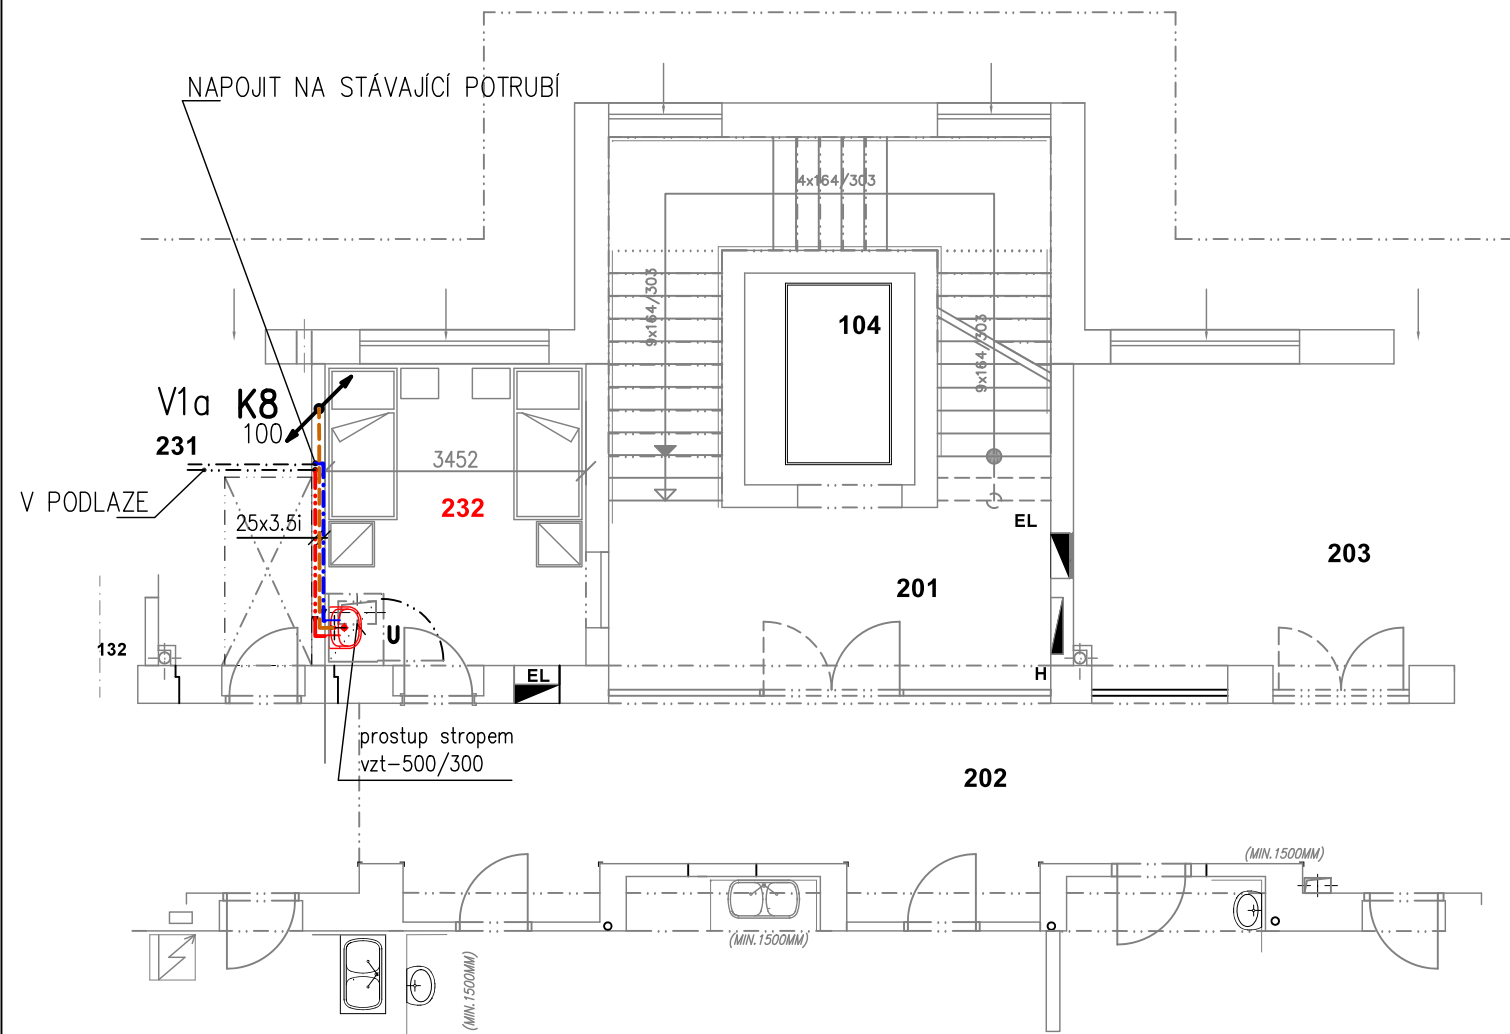 NAPOJIT NA STÁVAJÍCÍ POTRUBÍ
4x164/303
9x164/303
9x164/303
104
V1a
K8
100
231
3452
V PODLAZE
25x3.5i
232
EL
203
201
132
U
EL
H
prostup stropem
vzt-500/300
202
(MIN.1500MM)
(MIN.1500MM)
(MIN.1500MM)